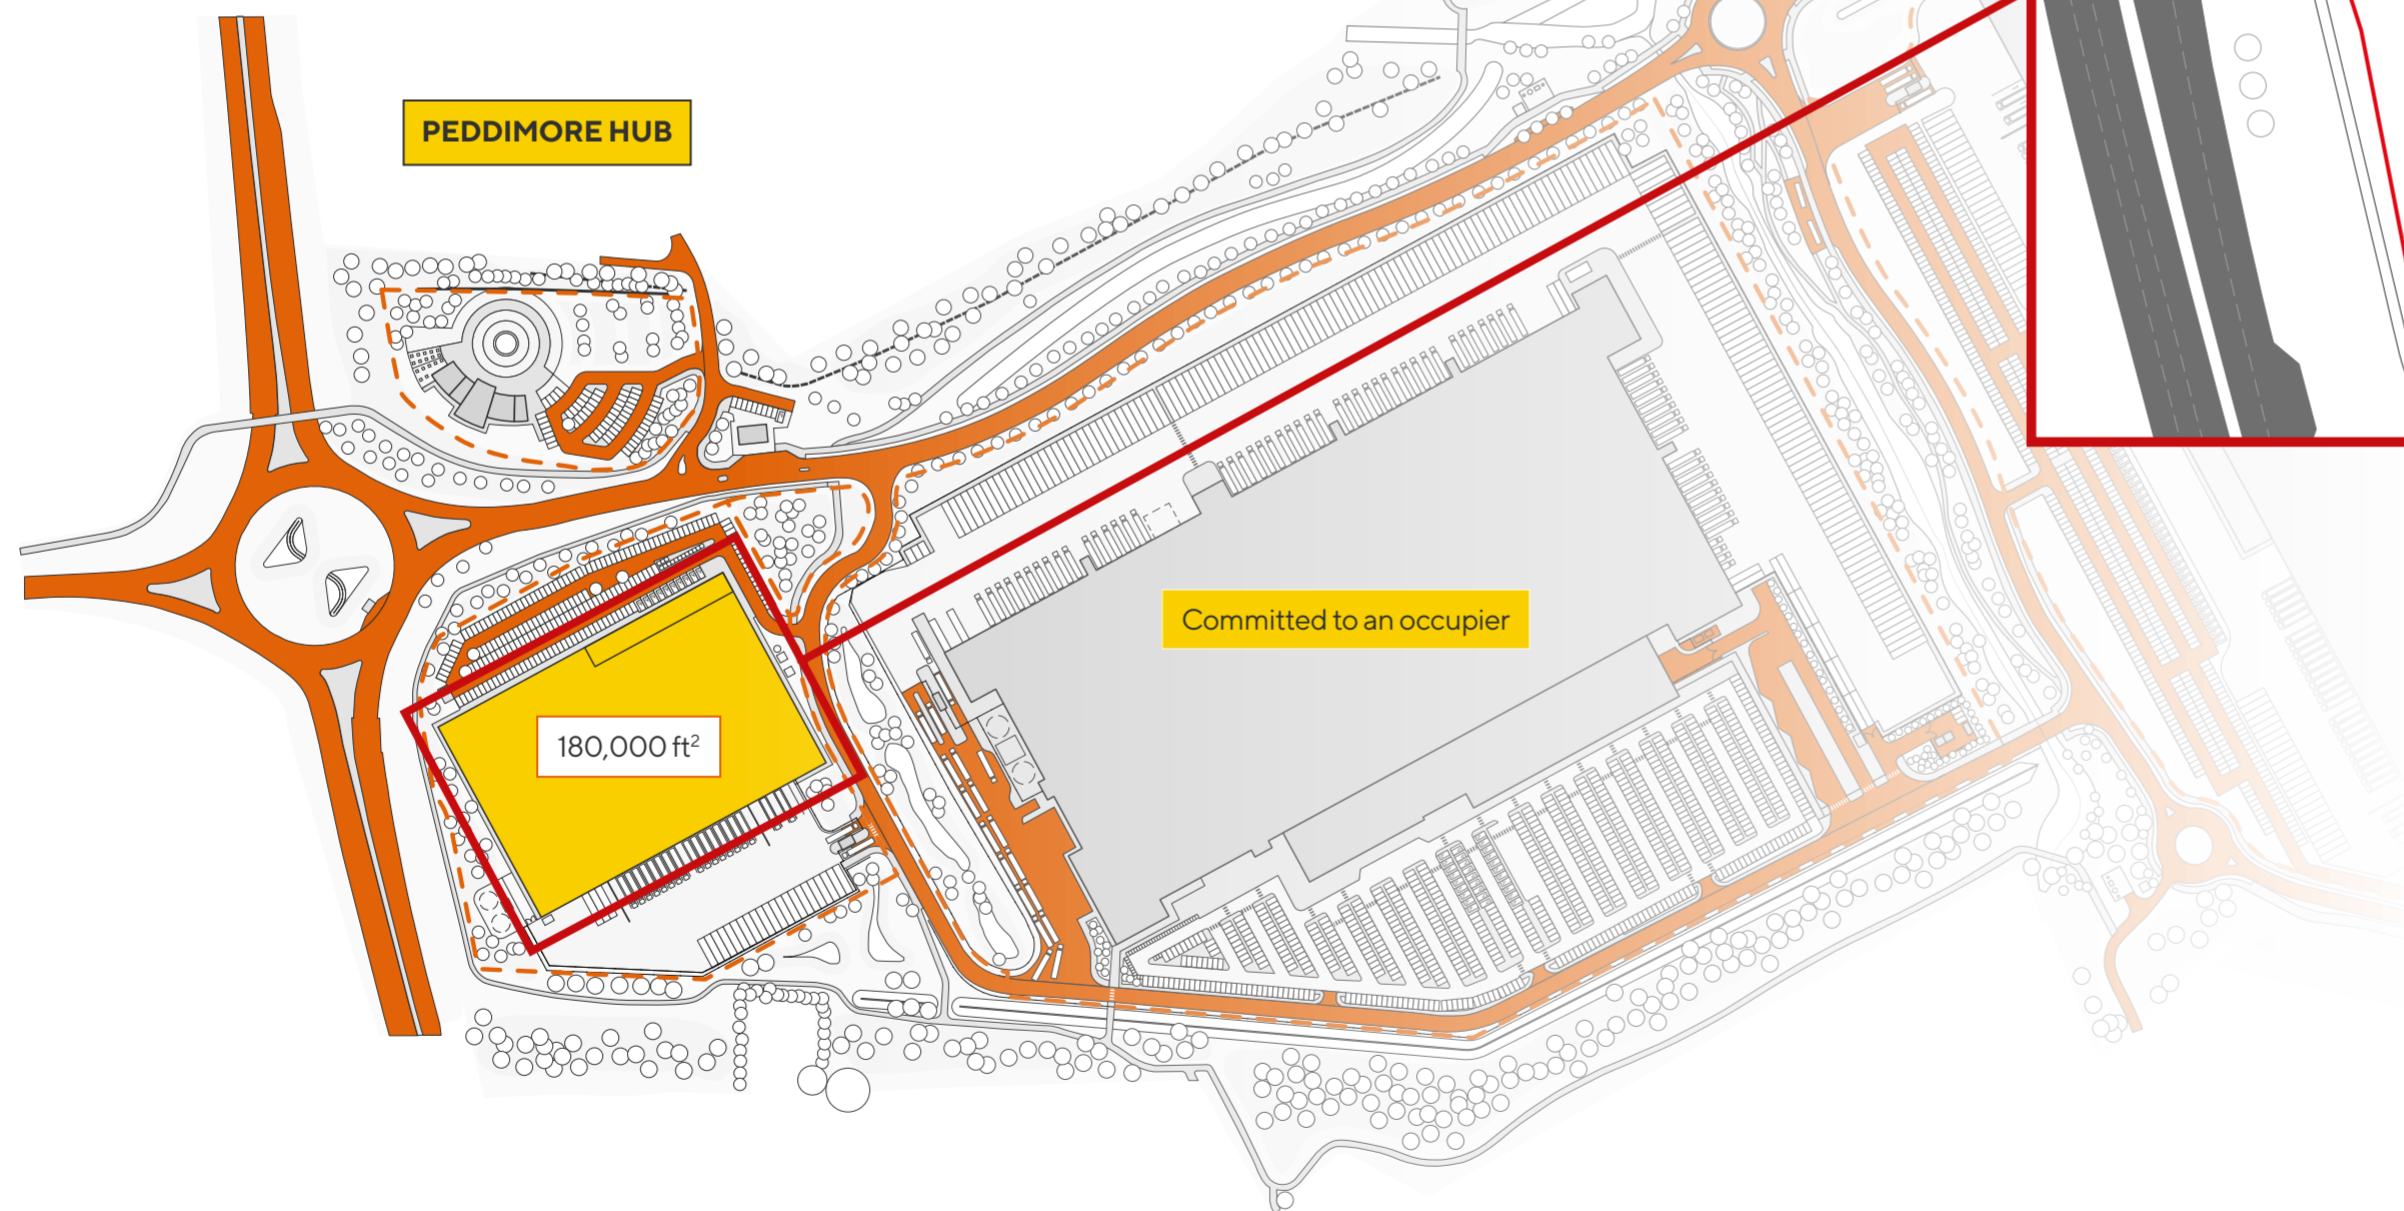 PEDDIMORE HUB
Committed to an occupier
180,000 ft²